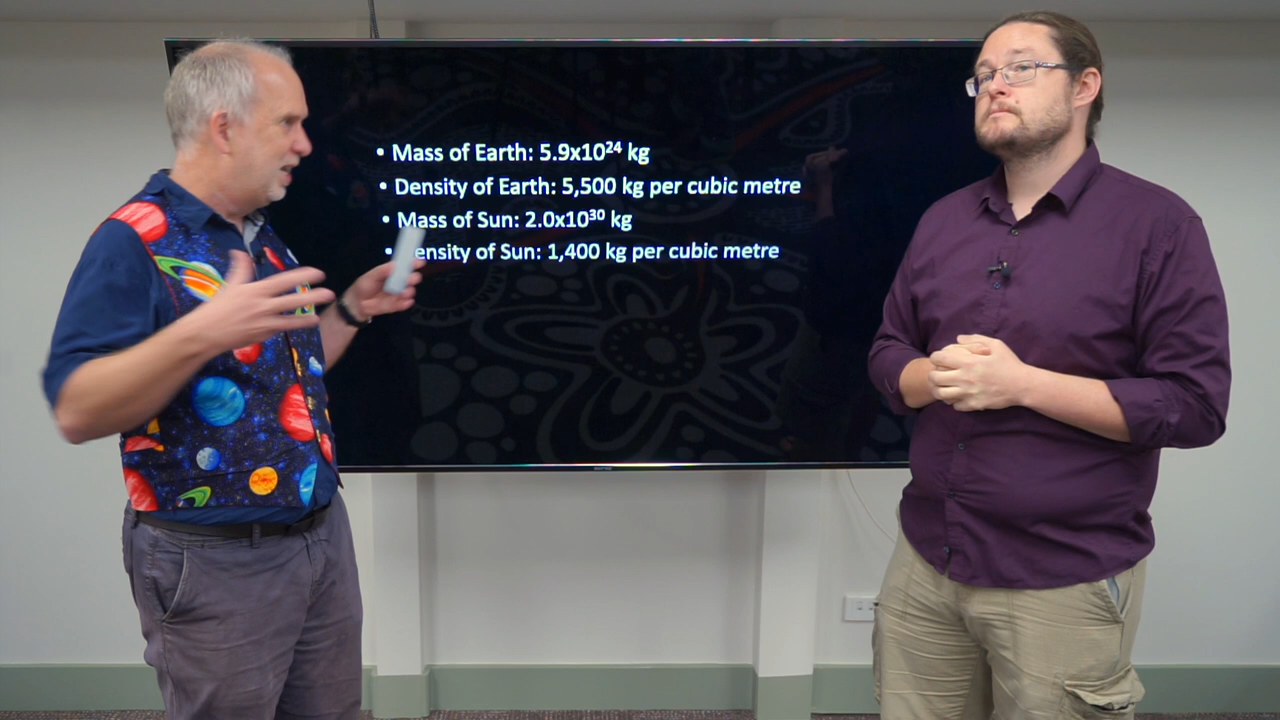 • Mass of Earth: 5.9x10²⁴ kg
• Density of Earth: 5,500 kg per cubic metre
• Mass of Sun: 2.0x10³⁰ kg
• Density of Sun: 1,400 kg per cubic metre